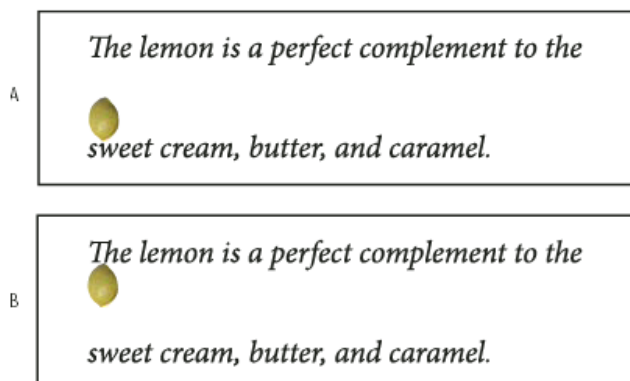 The lemon is a perfect complement to the
A
sweet cream, butter, and caramel.
The lemon is a perfect complement to the
B
sweet cream, butter, and caramel.